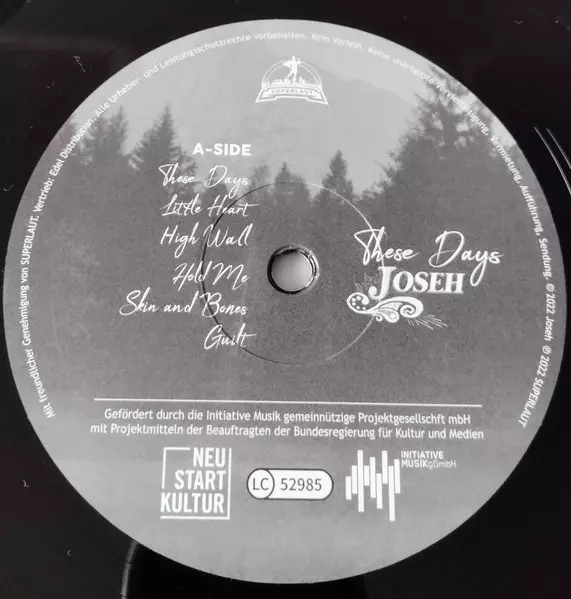 Mit freundlicher Genehmigung von SUPERLAUT. Vertrieb: Edel Distribution. Alle Urheber- und Leistungsschutzrechte vorbehalten. Kein Verleih. Keine unerlaubte Vervielfältigung, Vermietung, Aufführung, Sendung. © 2022 Joseh ℗ 2022 SUPERLAUT
SUPERLAUT
A-SIDE
These Days
Little Heart
High Wall
Hold Me
Skin and Bones
Guilt
These Days
JOSEH
Gefördert durch die Initiative Musik gemeinnützige Projektgesellschft mbH
mit Projektmitteln der Beauftragten der Bundesregierung für Kultur und Medien
NEU
START
KULTUR
LC 52985
INITIATIVE
MUSIKgGmbH